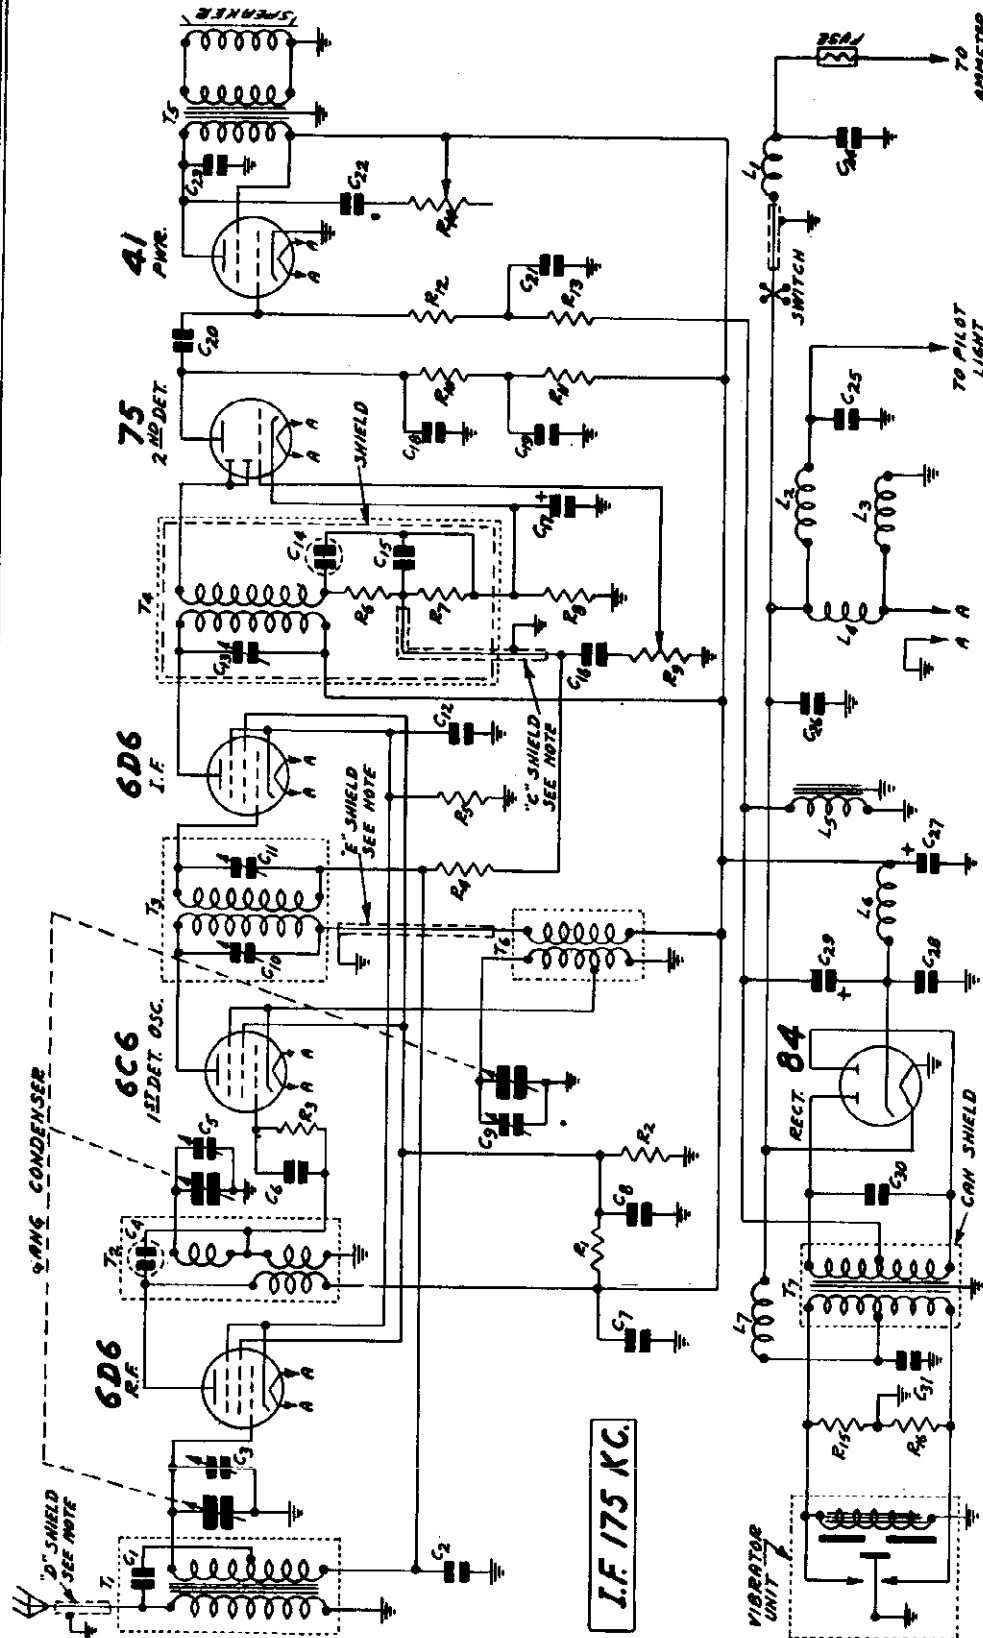 SPEAKER
T5
C23
41
PWR.
C22
R14
C20
R12
C21
R13
75
2ND DET.
R10
C18
R11
C19
SHIELD
T4
C14
C15
C13
R6
R7
R8
C17
C16
R9
"C" SHIELD
SEE NOTE
6D6
I.F.
C12
R5
"E" SHIELD
SEE NOTE
T3
C11
C10
R4
T6
6C6
1ST DET. OSC.
GANG CONDENSER
C5
C6
R3
C9
T2
C4
R1
C8
R2
C7
6D6
R.F.
C3
"D" SHIELD
SEE NOTE
T1
C1
C2
I.F. 175 KC.
FUSE
TO
AMMETER
L1
C24
SWITCH
TO PILOT
LIGHT
C25
L2
L3
L4
C26
L5
C27
L6
C29
C28
84
RECT.
C30
CAN SHIELD
T7
L7
C31
R15
R16
VIBRATOR
UNIT
A
A
A
A
A
A
A
A
A
A
A
A